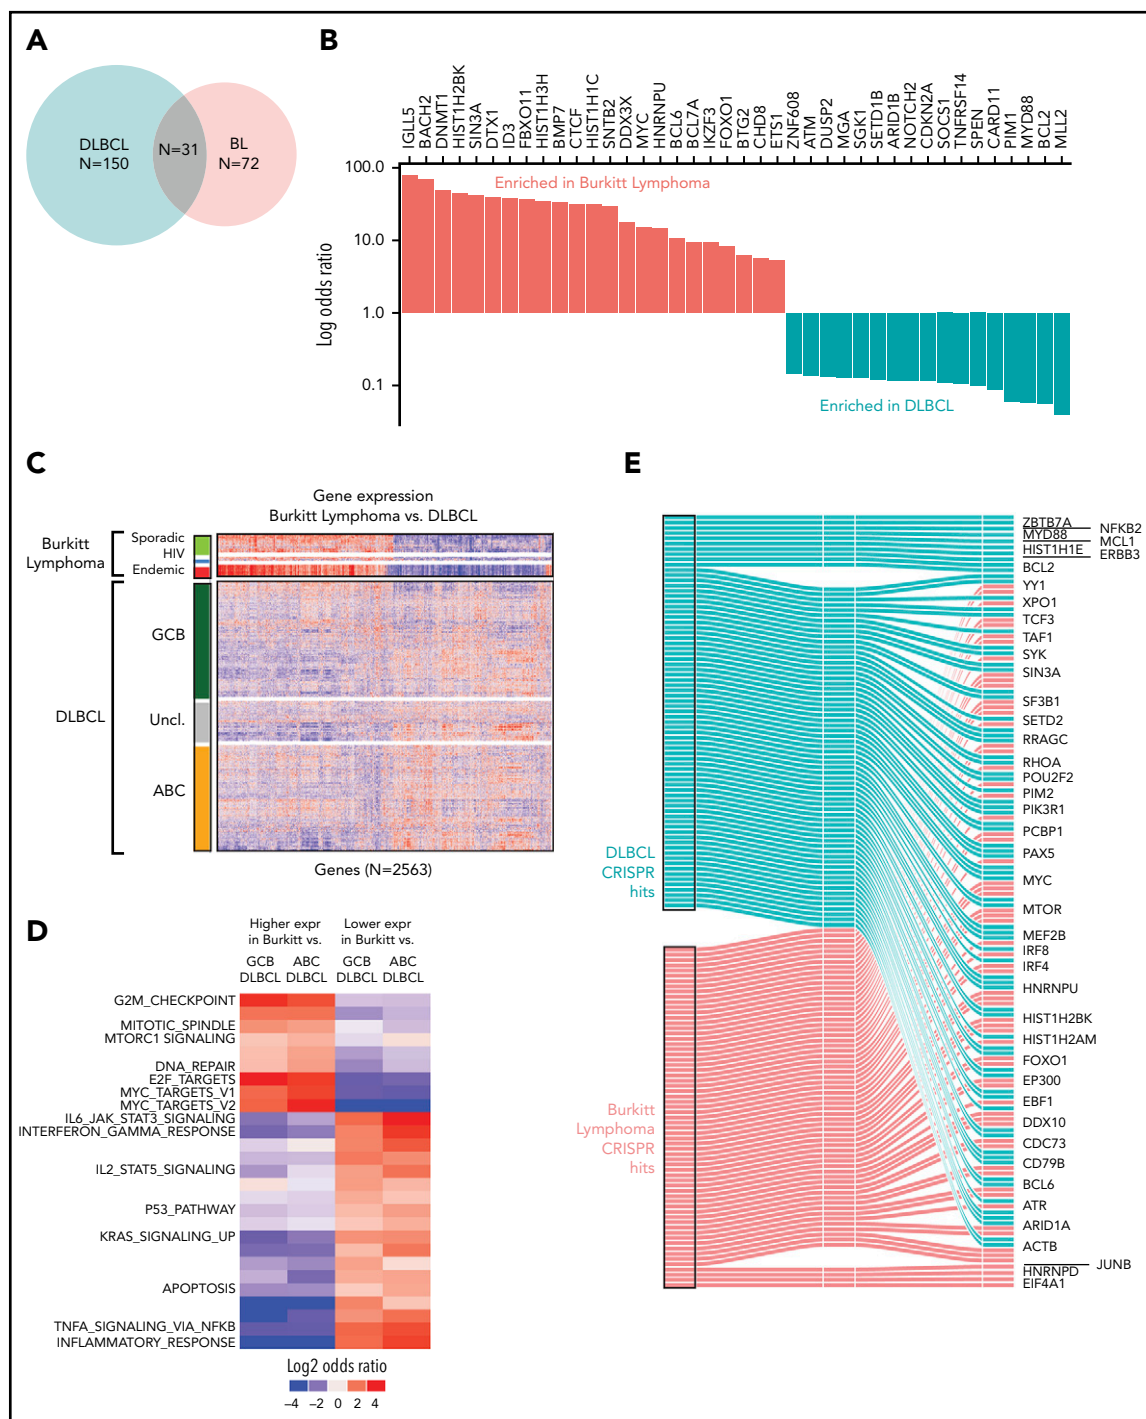 A
DLBCL
N=150
N=31
BL
N=72
B
IGLL5
BACH2
DNMT1
HIST1H2BK
SIN3A
DTX1
ID3
FBXO11
HIST1H3H
BMP7
CTCF
HIST1H1C
SNTB2
DDX3X
MYC
HNRNPU
BCL6
BCL7A
IKZF3
FOXO1
BTG2
CHD8
ETS1
ZNF608
ATM
DUSP2
MGA
SGK1
SETD1B
ARID1B
NOTCH2
CDKN2A
SOCS1
TNFRSF14
SPEN
CARD11
PIM1
MYD88
BCL2
MLL2
100.0
10.0
1.0
0.1
Log odds ratio
Enriched in Burkitt Lymphoma
Enriched in DLBCL
C
Gene expression
Burkitt Lymphoma vs. DLBCL
Burkitt
Lymphoma
Sporadic
HIV
Endemic
DLBCL
GCB
Uncl.
ABC
Genes (N=2563)
D
Higher expr
in Burkitt vs.
Lower expr
in Burkitt vs.
GCB
DLBCL
ABC
DLBCL
GCB
DLBCL
ABC
DLBCL
G2M_CHECKPOINT
MITOTIC_SPINDLE
MTORC1 SIGNALING
DNA_REPAIR
E2F_TARGETS
MYC_TARGETS_V1
MYC_TARGETS_V2
IL6_JAK_STAT3_SIGNALING
INTERFERON_GAMMA_RESPONSE
IL2_STAT5_SIGNALING
P53_PATHWAY
KRAS_SIGNALING_UP
APOPTOSIS
TNFA_SIGNALING_VIA_NFKB
INFLAMMATORY_RESPONSE
Log2 odds ratio
–4 –2 0 2 4
E
DLBCL
CRISPR
hits
Burkitt
Lymphoma
CRISPR
hits
ZBTB7A
NFKB2
MYD88
MCL1
HIST1H1E
ERBB3
BCL2
YY1
XPO1
TCF3
TAF1
SYK
SIN3A
SF3B1
SETD2
RRAGC
RHOA
POU2F2
PIM2
PIK3R1
PCBP1
PAX5
MYC
MTOR
MEF2B
IRF8
IRF4
HNRNPU
HIST1H2BK
HIST1H2AM
FOXO1
EP300
EBF1
DDX10
CDC73
CD79B
BCL6
ATR
ARID1A
ACTB
JUNB
HNRNPD
EIF4A1